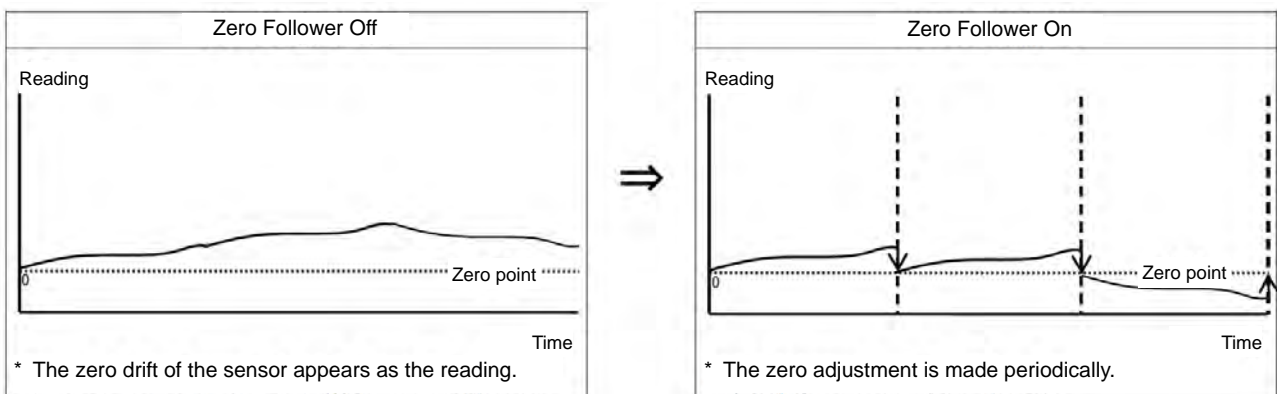 Zero Follower Off
Reading
0
Zero point
Time
* The zero drift of the sensor appears as the reading.
⇒
Zero Follower On
Reading
0
Zero point
Time
* The zero adjustment is made periodically.